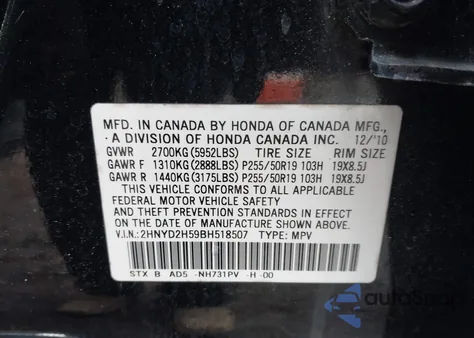 MFD. IN CANADA BY HONDA OF CANADA MFG.,
A DIVISION OF HONDA CANADA INC. 12/'10
GVWR 2700KG(5952LBS) TIRE SIZE RIM SIZE
GAWR F 1310KG(2888LBS) P255/50R19 103H 19X8.5J
GAWR R 1440KG(3175LBS) P255/50R19 103H 19X8.5J
THIS VEHICLE CONFORMS TO ALL APPLICABLE
FEDERAL MOTOR VEHICLE SAFETY
AND THEFT PREVENTION STANDARDS IN EFFECT
ON THE DATE OF MANUFACTURE SHOWN ABOVE.
V.I.N.: 2HNYD2H59BH518507 TYPE: MPV
STX B AD5 -NH731PV -H -00